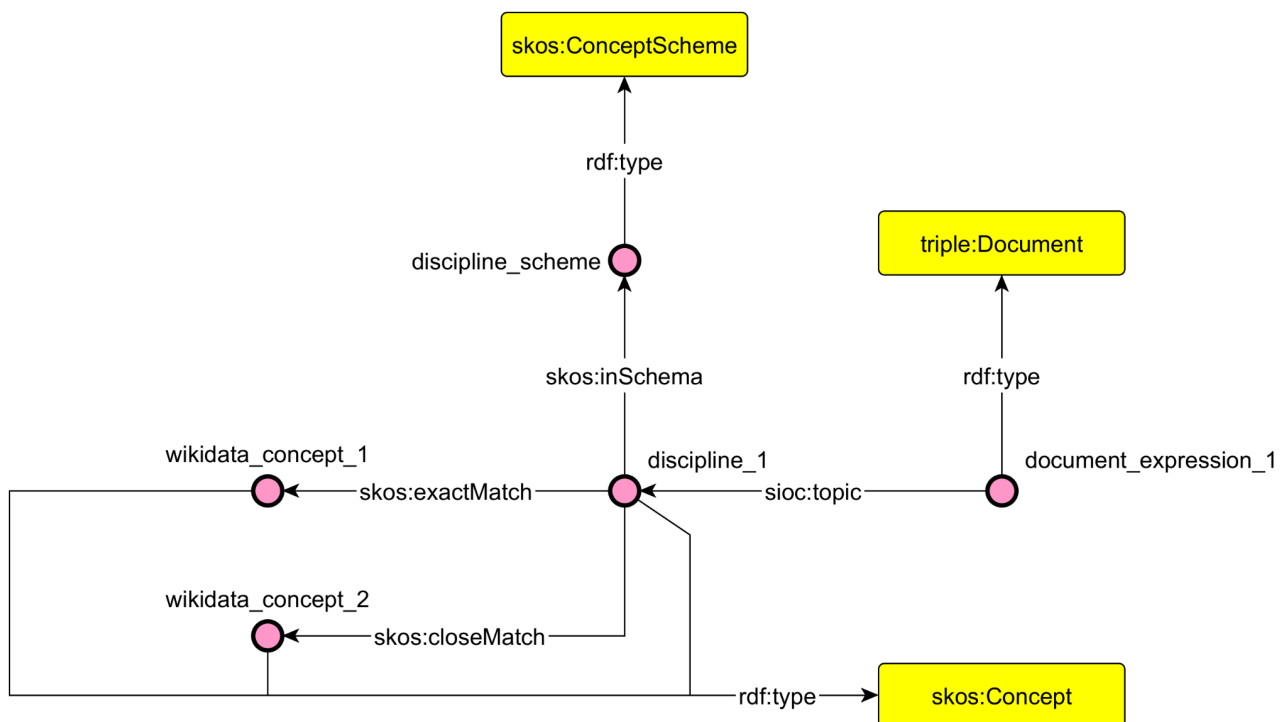 skos:ConceptScheme
rdf:type
triple:Document
discipline_scheme
skos:inSchema
rdf:type
wikidata_concept_1
discipline_1
document_expression_1
skos:exactMatch
sioc:topic
wikidata_concept_2
skos:closeMatch
rdf:type
skos:Concept